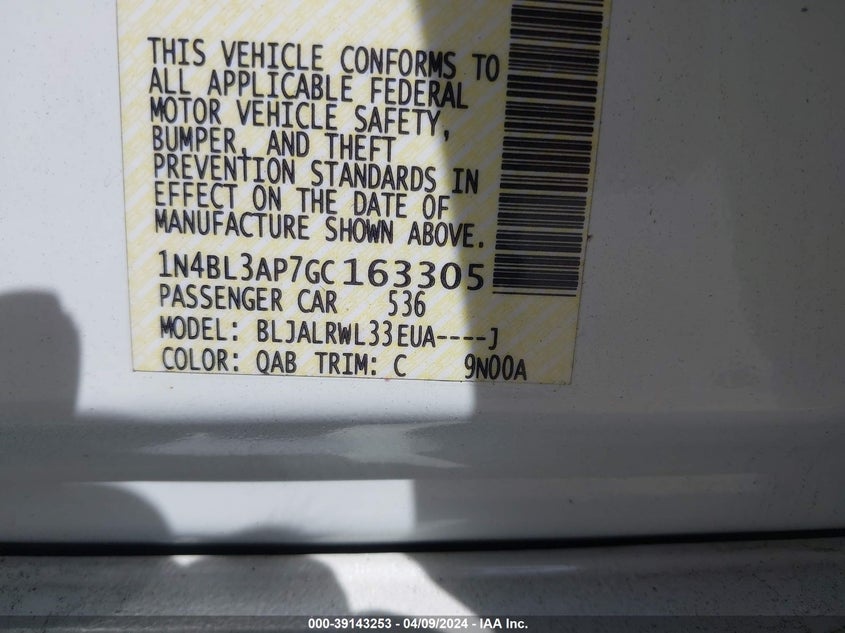 THIS VEHICLE CONFORMS TO
ALL APPLICABLE FEDERAL
MOTOR VEHICLE SAFETY,
BUMPER, AND THEFT
PREVENTION STANDARDS IN
EFFECT ON THE DATE OF
MANUFACTURE SHOWN ABOVE.
1N4BL3AP7GC163305
PASSENGER CAR 536
MODEL: BLJALRWL33EUA----J
COLOR: QAB TRIM: C 9N00A
000-39143253 - 04/09/2024 - IAA Inc.